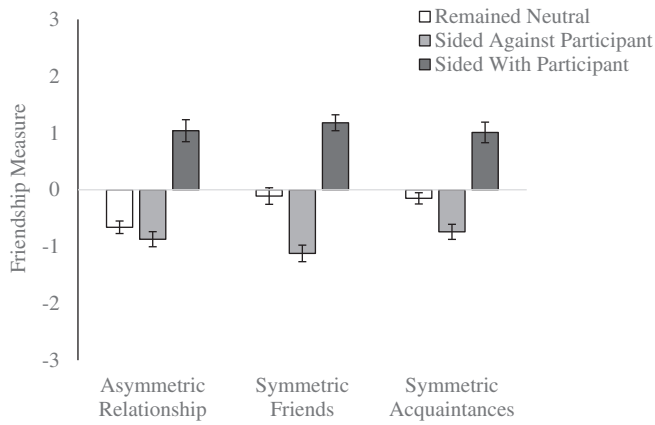 3
2
1
0
-1
-2
-3
Friendship Measure
Remained Neutral
Sided Against Participant
Sided With Participant
Asymmetric
Relationship
Symmetric
Friends
Symmetric
Acquaintances